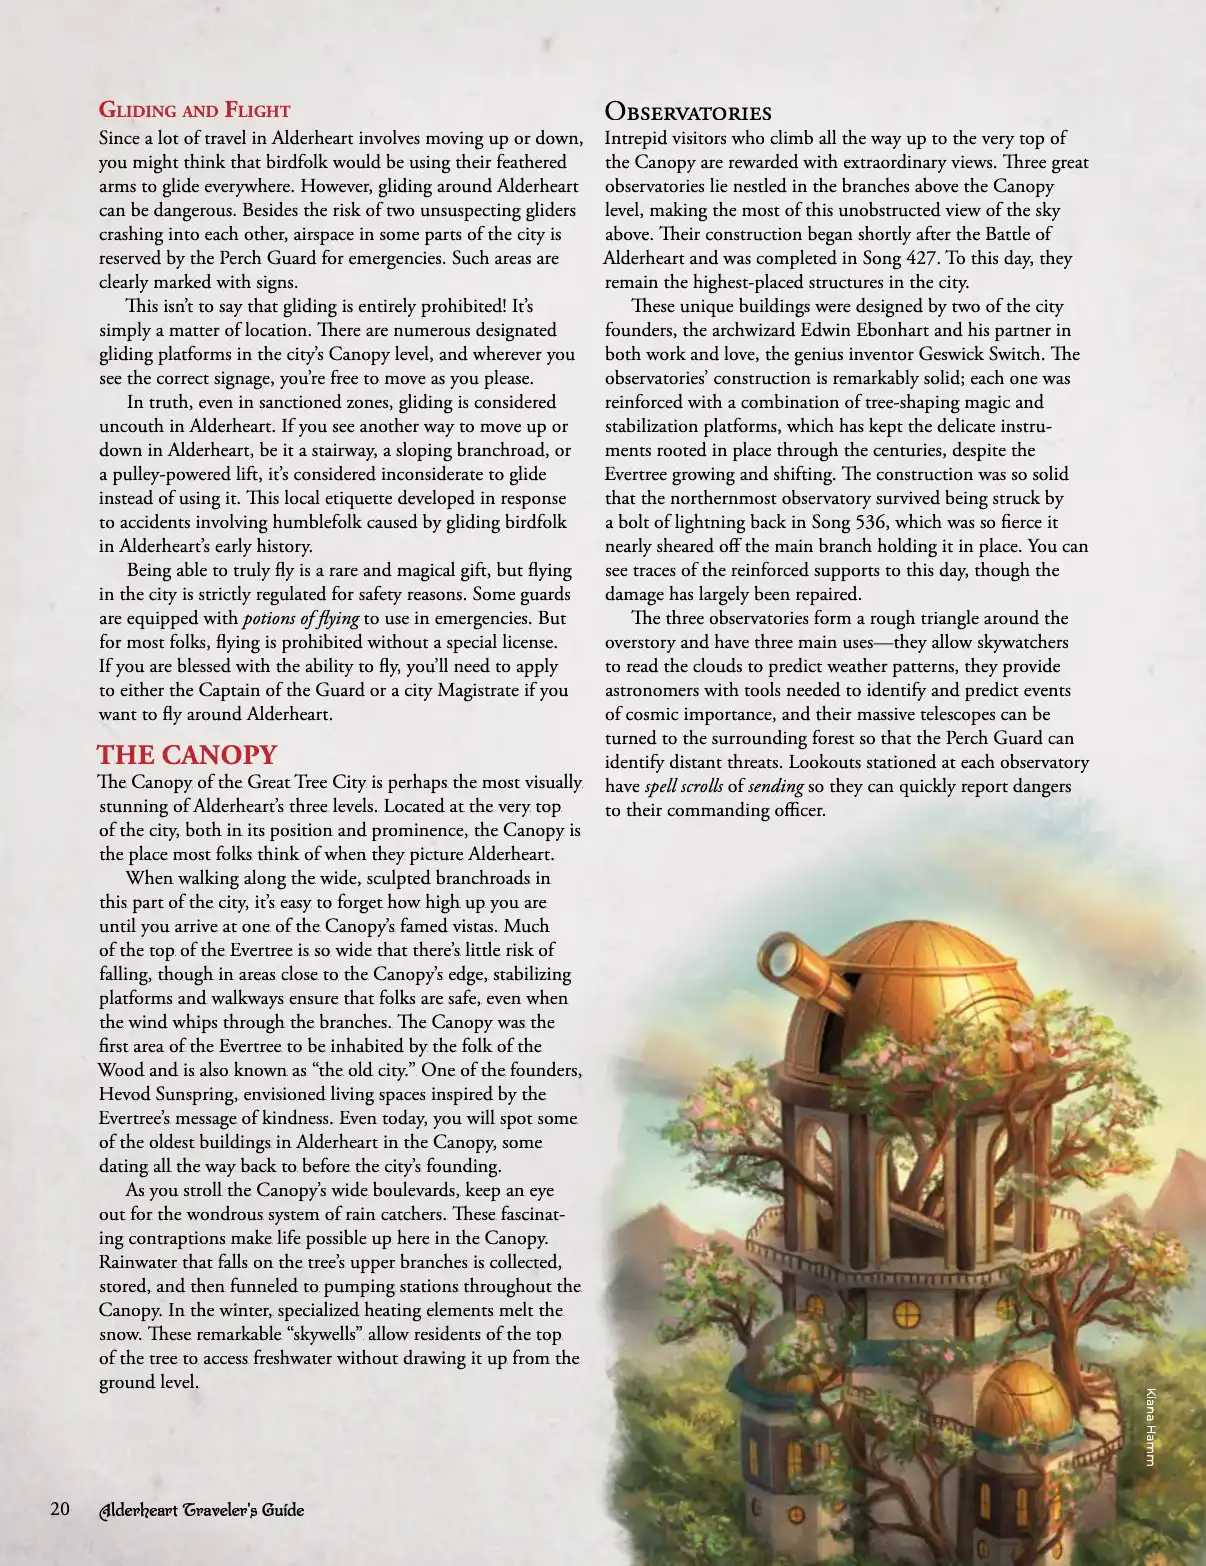 Gliding and Flight
Since a lot of travel in Alderheart involves moving up or down,
you might think that birdfolk would be using their feathered
arms to glide everywhere. However, gliding around Alderheart
can be dangerous. Besides the risk of two unsuspecting gliders
crashing into each other, airspace in some parts of the city is
reserved by the Perch Guard for emergencies. Such areas are
clearly marked with signs.
This isn't to say that gliding is entirely prohibited! It's
simply a matter of location. There are numerous designated
gliding platforms in the city's Canopy level, and wherever you
see the correct signage, you're free to move as you please.
In truth, even in sanctioned zones, gliding is considered
uncouth in Alderheart. If you see another way to move up or
down in Alderheart, be it a stairway, a sloping branchroad, or
a pulley-powered lift, it's considered inconsiderate to glide
instead of using it. This local etiquette developed in response
to accidents involving humblefolk caused by gliding birdfolk
in Alderheart's early history.
Being able to truly fly is a rare and magical gift, but flying
in the city is strictly regulated for safety reasons. Some guards
are equipped with potions of flying to use in emergencies. But
for most folks, flying is prohibited without a special license.
If you are blessed with the ability to fly, you'll need to apply
to either the Captain of the Guard or a city Magistrate if you
want to fly around Alderheart.
THE CANOPY
The Canopy of the Great Tree City is perhaps the most visually
stunning of Alderheart's three levels. Located at the very top
of the city, both in its position and prominence, the Canopy is
the place most folks think of when they picture Alderheart.
When walking along the wide, sculpted branchroads in
this part of the city, it's easy to forget how high up you are
until you arrive at one of the Canopy's famed vistas. Much
of the top of the Evertree is so wide that there's little risk of
falling, though in areas close to the Canopy's edge, stabilizing
platforms and walkways ensure that folks are safe, even when
the wind whips through the branches. The Canopy was the
first area of the Evertree to be inhabited by the folk of the
Wood and is also known as “the old city.” One of the founders,
Hevod Sunspring, envisioned living spaces inspired by the
Evertree's message of kindness. Even today, you will spot some
of the oldest buildings in Alderheart in the Canopy, some
dating all the way back to before the city's founding.
As you stroll the Canopy's wide boulevards, keep an eye
out for the wondrous system of rain catchers. These fascinat-
ing contraptions make life possible up here in the Canopy.
Rainwater that falls on the tree's upper branches is collected,
stored, and then funneled to pumping stations throughout the
Canopy. In the winter, specialized heating elements melt the
snow. These remarkable “skywells” allow residents of the top
of the tree to access freshwater without drawing it up from the
ground level.
Observatories
Intrepid visitors who climb all the way up to the very top of
the Canopy are rewarded with extraordinary views. Three great
observatories lie nestled in the branches above the Canopy
level, making the most of this unobstructed view of the sky
above. Their construction began shortly after the Battle of
Alderheart and was completed in Song 427. To this day, they
remain the highest-placed structures in the city.
These unique buildings were designed by two of the city
founders, the archwizard Edwin Ebonhart and his partner in
both work and love, the genius inventor Geswick Switch. The
observatories' construction is remarkably solid; each one was
reinforced with a combination of tree-shaping magic and
stabilization platforms, which has kept the delicate instru-
ments rooted in place through the centuries, despite the
Evertree growing and shifting. The construction was so solid
that the northernmost observatory survived being struck by
a bolt of lightning back in Song 536, which was so fierce it
nearly sheared off the main branch holding it in place. You can
see traces of the reinforced supports to this day, though the
damage has largely been repaired.
The three observatories form a rough triangle around the
overstory and have three main uses—they allow skywatchers
to read the clouds to predict weather patterns, they provide
astronomers with tools needed to identify and predict events
of cosmic importance, and their massive telescopes can be
turned to the surrounding forest so that the Perch Guard can
identify distant threats. Lookouts stationed at each observatory
have spell scrolls of sending so they can quickly report dangers
to their commanding officer.
Kiana Hamm
20 Alderheart Traveler's Guide